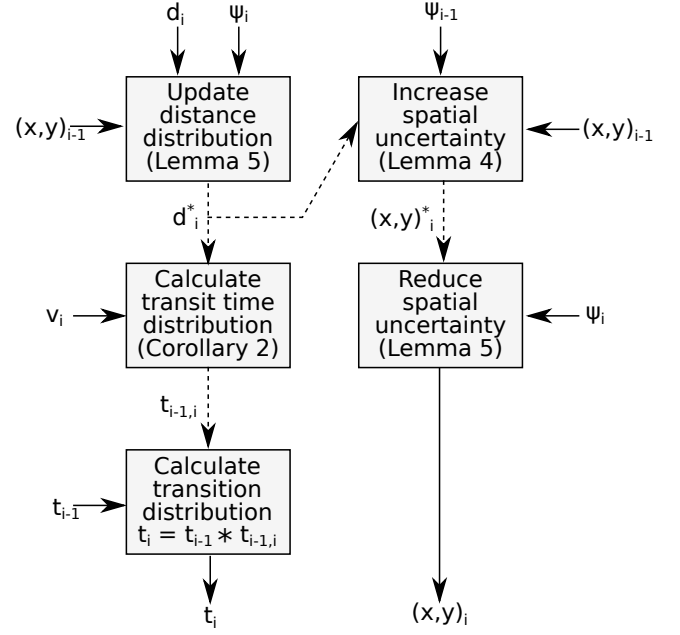 dᵢ
ψᵢ
ψᵢ₋₁
Update
distance
distribution
(Lemma 5)
(x,y)ᵢ₋₁
Increase
spatial
uncertainty
(Lemma 4)
(x,y)ᵢ₋₁
d*ᵢ
(x,y)*ᵢ
Calculate
transit time
distribution
(Corollary 2)
vᵢ
Reduce
spatial
uncertainty
(Lemma 5)
ψᵢ
tᵢ₋₁,ᵢ
Calculate
transition
distribution
tᵢ = tᵢ₋₁ * tᵢ₋₁,ᵢ
tᵢ₋₁
tᵢ
(x,y)ᵢ